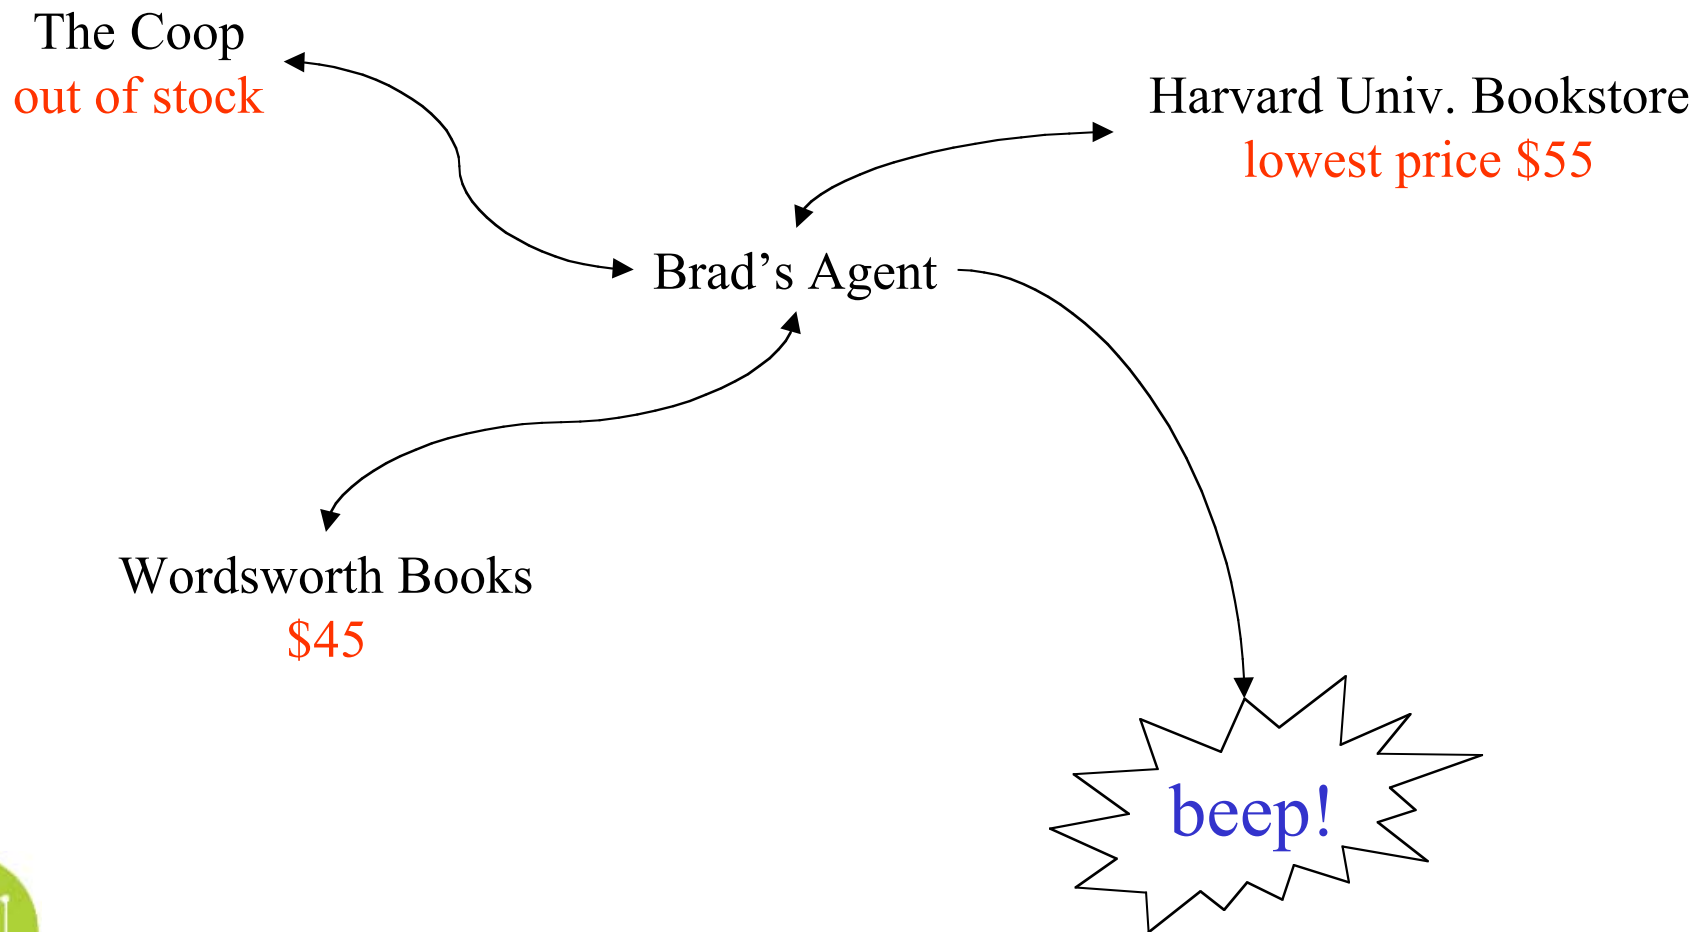 The Coop
out of stock
Harvard Univ. Bookstore
lowest price $55
Brad’s Agent
Wordsworth Books
$45
beep!